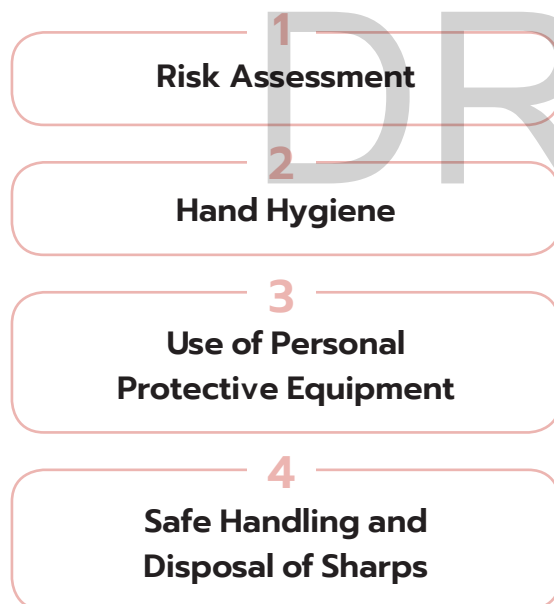 1
Risk Assessment
2
Hand Hygiene
3
Use of Personal
Protective Equipment
4
Safe Handling and
Disposal of Sharps
DR